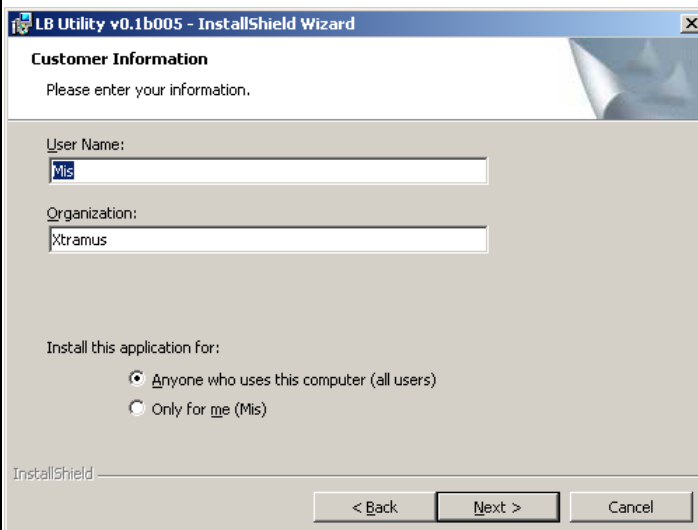 LB Utility v0.1b005 - InstallShield Wizard
Customer Information
Please enter your information.
User Name:
Mis
Organization:
Xtramus
Install this application for:
Anyone who uses this computer (all users)
Only for me (Mis)
InstallShield
< Back Next > Cancel